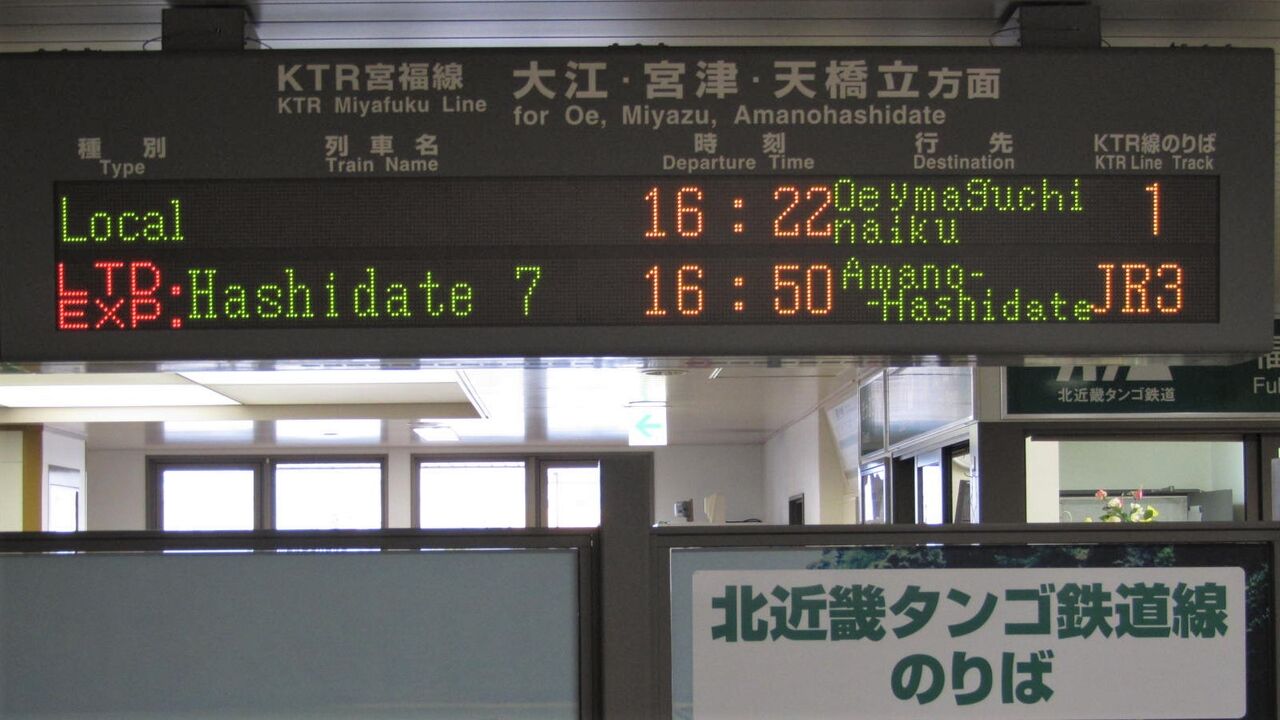 KTR宮福線 大江・宮津・天橋立方面
KTR Miyafuku Line for Oe, Miyazu, Amanohashidate
種別 列車名 時刻 行先 KTR線のりば
Type Train Name Departure Time Destination KTR Line Track
Local 16:22 Oeymaguchi naiku 1
LTD. EXP. Hashidate 7 16:50 Amano- -Hashidate JR3
北近畿タンゴ鉄道
Fu
北近畿タンゴ鉄道線
のりば